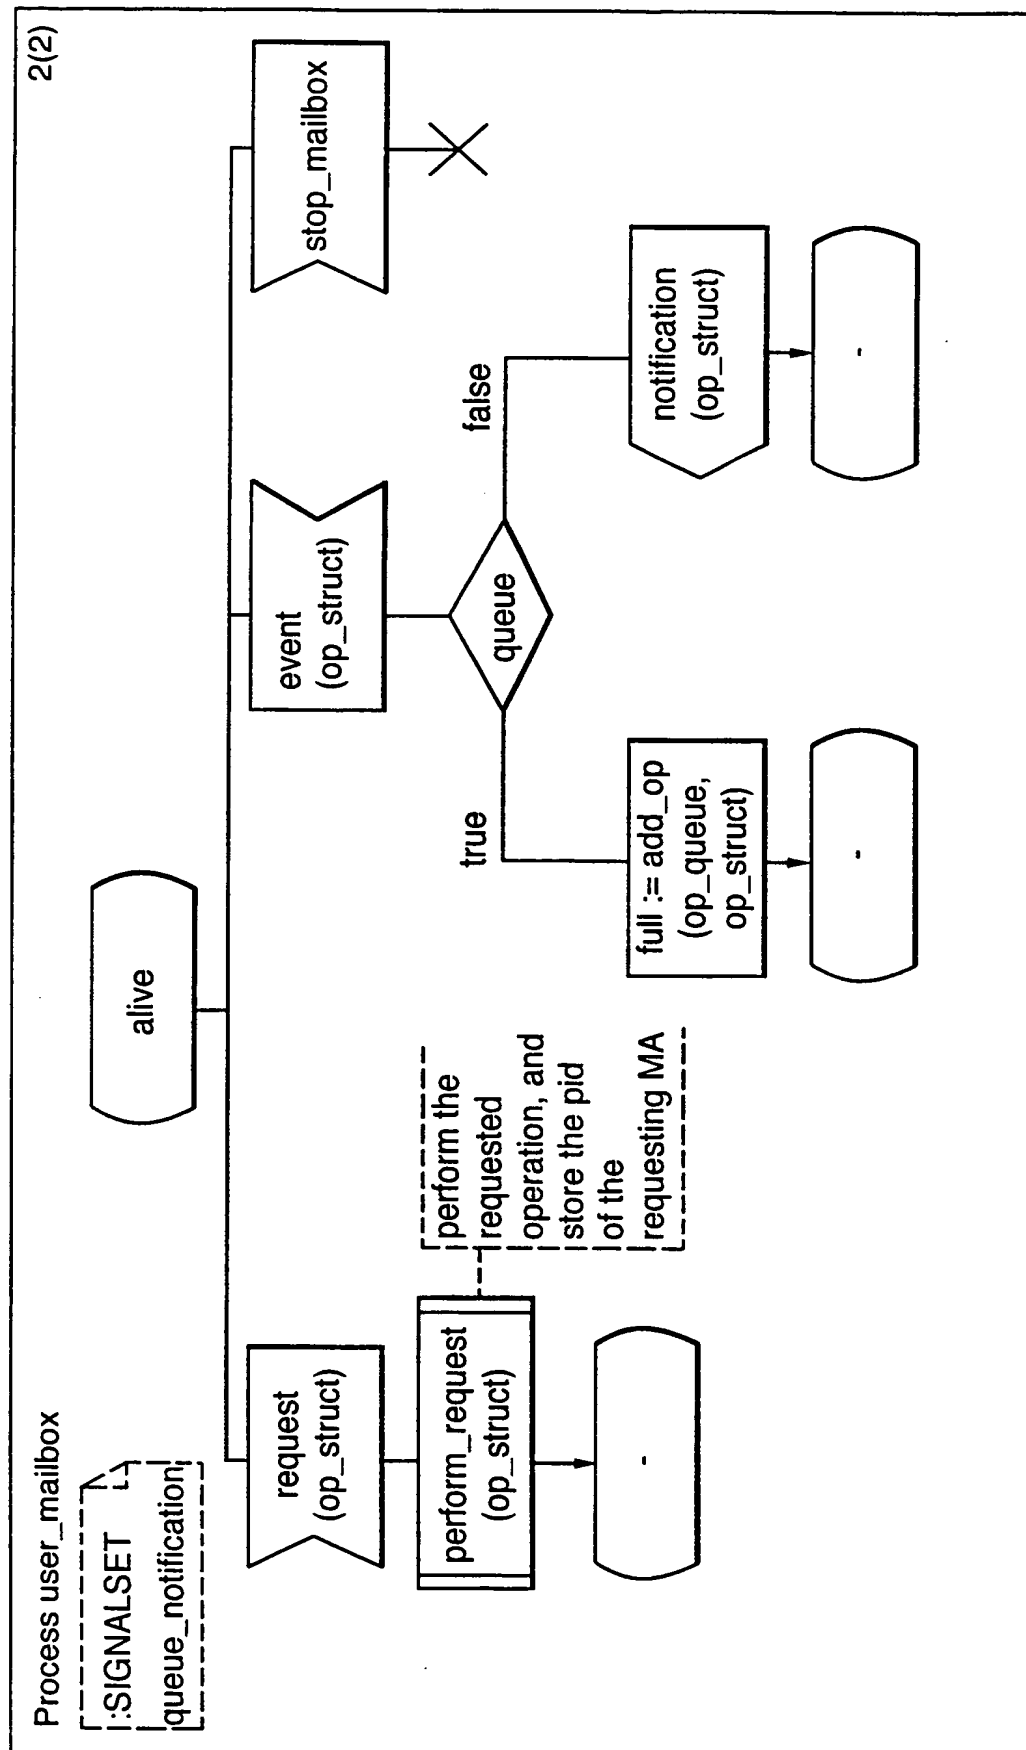 Process user_mailbox
2(2)
:SIGNALSET
queue_notification
alive
request
(op_struct)
event
(op_struct)
stop_mailbox
perform_request
(op_struct)
perform the
requested
operation, and
store the pid
of the
requesting MA
queue
true
false
full := add_op
(op_queue,
op_struct)
notification
(op_struct)
-
-
-